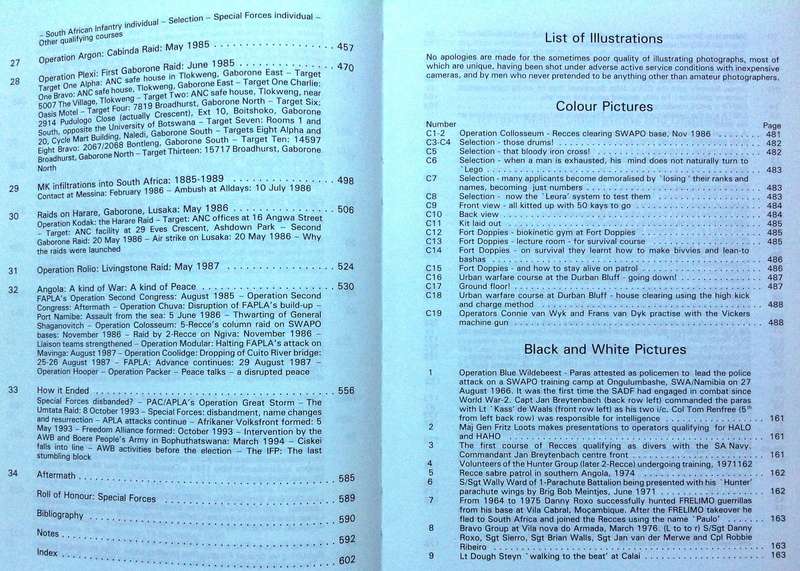 – South African Infantry individual – Selection – Special Forces individual –
Other qualifying courses
27 Operation Argon: Cabinda Raid: May 1985 457
28 Operation Plexi: First Gaborone Raid: June 1985 470
Target One Alpha: ANC safe house in Tlokweng, Gaborone East – Target
One Bravo: ANC safe house, Tlokweng, Gaborone East – Target One Charlie:
5007 The Village, Tlokweng – Target Two: ANC safe house, Tlokweng, near
Oasis Motel – Target Four: 7819 Broadhurst, Gaborone North – Target Six:
2914 Pudulogo Close (actually Crescent), Ext 10, Boitshoko, Gaborone
South, opposite the University of Botswana – Target Seven: Rooms 1 and
20, Cycle Mart Building, Naledi, Gaborone South – Targets Eight Alpha and
Eight Bravo: 2067/2068 Bontleng, Gaborone South – Target Ten: 14597
Broadhurst, Gaborone North – Target Thirteen: 15717 Broadhurst, Gaborone
North
29 MK infiltrations into South Africa: 1885-1989 498
Contact at Messina: February 1986 – Ambush at Alldays: 10 July 1986
30 Raids on Harare, Gaborone, Lusaka: May 1986 506
Operation Kodak: the Harare Raid – Target: ANC offices at 16 Angwa Street
– Target: ANC facility at 29 Eves Crescent, Ashdown Park – Second
Gaborone Raid: 20 May 1986 – Air strike on Lusaka: 20 May 1986 – Why
the raids were launched
31 Operation Rolio: Livingstone Raid: May 1987 524
32 Angola: A kind of War: A kind of Peace 530
FAPLA's Operation Second Congress: August 1985 – Operation Second
Congress: Aftermath – Operation Chuva: Disruption of FAPLA's build-up –
Port Namibe: Assault from the sea: 5 June 1986 – Thwarting of General
Shaganovitch – Operation Colosseum: 5-Recce's column raid on SWAPO
bases: November 1986 – Raid by 2-Recce on Ngiva: November 1986 –
Liaison teams strengthened – Operation Modular: Halting FAPLA's attack on
Mavinga: August 1987 – Operation Coolidge: Dropping of Cuito River bridge:
25-26 August 1987 – FAPLA: Advance continues: 29 August 1987 –
Operation Hooper – Operation Packer – Peace talks – a disrupted peace
33 How it Ended 556
Special Forces disbanded? – PAC/APLA's Operation Great Storm – The
Umtata Raid: 8 October 1993 – Special Forces: disbandment, name changes
and resurrection – APLA attacks continue – Afrikaner Volksfront formed: 5
May 1993 – Freedom Alliance formed: October 1993 – Intervention by the
AWB and Boere People's Army in Bophuthatswana: March 1994 – Ciskei
falls into line – AWB activities before the election – The IFP: The last
stumbling block
34 Aftermath 585
Roll of Honour: Special Forces 589
Bibliography 590
Notes 592
Index 602
List of Illustrations
No apologies are made for the sometimes poor quality of illustrating photographs, most of
which are unique, having been shot under adverse active service conditions with inexpensive
cameras, and by men who never pretended to be anything other than amateur photographers.
Colour Pictures
Number Page
C1-2 Operation Collosseum - Recces clearing SWAPO base, Nov 1986 481
C3-C4 Selection - those drums! 482
C5 Selection - that bloody iron cross! 482
C6 Selection - when a man is exhausted, his mind does not naturally turn to
`Lego 483
C7 Selection - many applicants become demoralised by `losing' their ranks and
names, becoming just numbers 483
C8 Selection - now the `Leora' system to test them 483
C9 Front view - all kitted up with 50 kays to go 484
C10 Back view 484
C11 Kit laid out 485
C12 Fort Doppies - biokinetic gym at Fort Doppies 485
C13 Fort Doppies - lecture room - for survival course 485
C14 Fort Doppies - on survival they learnt how to make bivvies and lean-to
bashas 486
C15 Fort Doppies - and how to stay alive on patrol 486
C16 Urban warfare course at the Durban Bluff - going down! 487
C17 Ground floor! 487
C18 Urban warfare course at Durban Bluff - house clearing using the high kick
and charge method 488
C19 Operators Connie van Wyk and Frans van Dyk practise with the Vickers
machine gun 488
Black and White Pictures
1 Operation Blue Wildebeest - Paras attested as policemen to lead the police
attack on a SWAPO training camp at Ongulumbashe, SWA/Namibia on 27
August 1966. It was the first time the SADF had engaged in combat since
World War-2. Capt Jan Breytenbach (back row left) commanded the paras
with Lt `Kass' de Waals (front row left) as his two i/c. Col Tom Renfree (5th
from left back row) was responsible for intelligence 161
2 Maj Gen Fritz Loots makes presentations to operators qualifying for HALO
and HAHO 161
3 The first course of Recces qualifying as divers with the SA Navy.
Commandant Jan Breytenbach centre front 161
4 Volunteers of the Hunter Group (later 2-Recce) undergoing training, 1971 162
5 Recce sabre patrol in southern Angola, 1974 162
6 S/Sgt Wally Ward of 1-Parachute Battalion being presented with his `Hunter'
parachute wings by Brig Bob Meintjes, June 1971 162
7 From 1964 to 1975 Danny Roxo successfully hunted FRELIMO guerrillas
from his base at Vila Cabral, Moçambique. After the FRELIMO takeover he
fled to South Africa and joined the Recces using the name `Paulo' 163
8 Bravo Group at Vila nova do Armada, March 1976. (L to to r) S/Sgt Danny
Roxo, Sgt Sierro, Sgt Brian Walls, Sgt Jan van der Merwe and Cpl Robbie
Ribeiro 163
9 Lt Dough Steyn `walking to the beat' at Calai 163